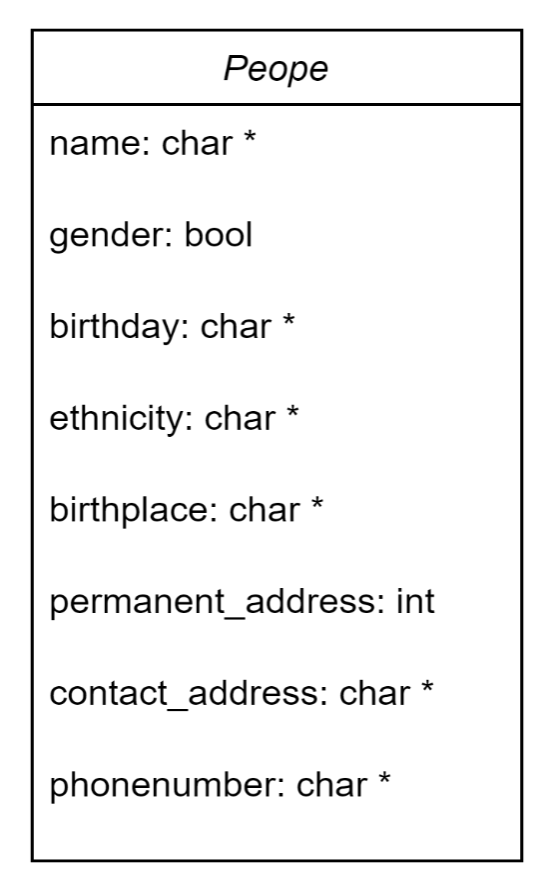 Peope
name: char *
gender: bool
birthday: char *
ethnicity: char *
birthplace: char *
permanent_address: int
contact_address: char *
phonenumber: char *